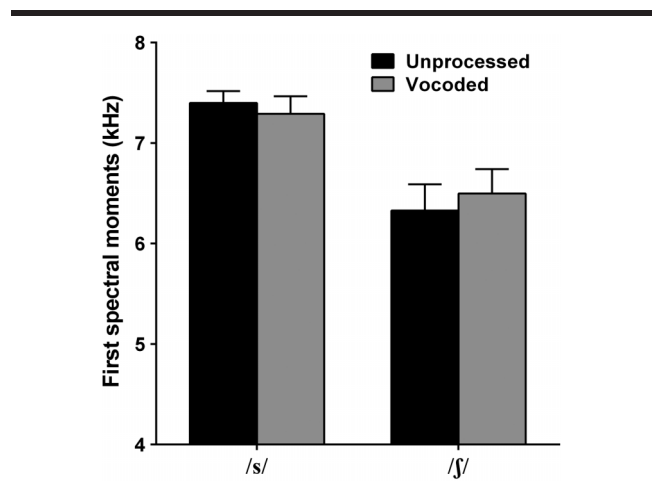 First spectral moments (kHz)
8
7
6
5
4
Unprocessed
Vocoded
/s/
/ʃ/